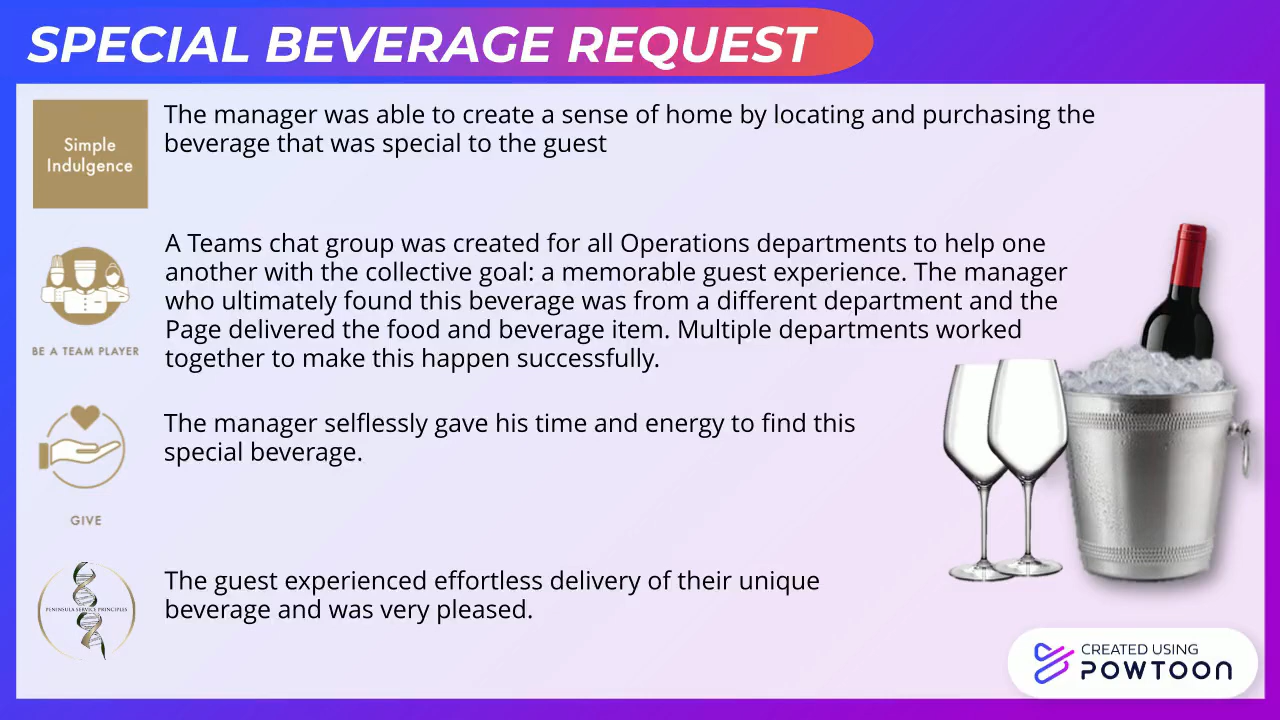 SPECIAL BEVERAGE REQUEST
Simple
Indulgence
The manager was able to create a sense of home by locating and purchasing the
beverage that was special to the guest
A Teams chat group was created for all Operations departments to help one
another with the collective goal: a memorable guest experience. The manager
who ultimately found this beverage was from a different department and the
Page delivered the food and beverage item. Multiple departments worked
together to make this happen successfully.
BE A TEAM PLAYER
The manager selflessly gave his time and energy to find this
special beverage.
GIVE
The guest experienced effortless delivery of their unique
beverage and was very pleased.
PENINSULA SERVICE PRINCIPLES
CREATED USING
POWTOON